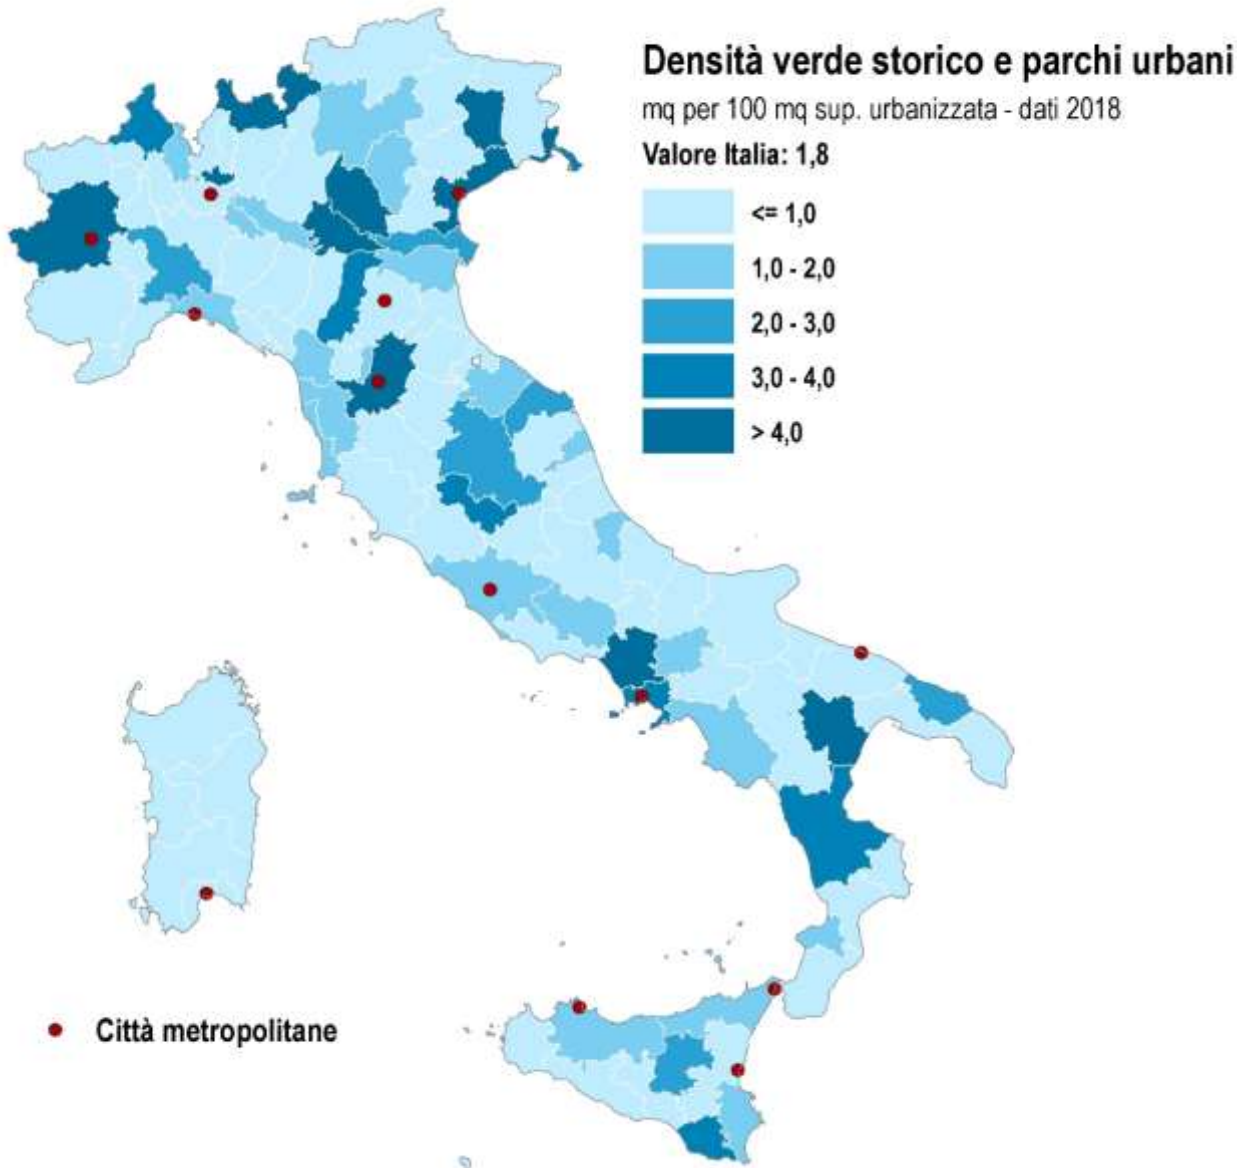 Densità verde storico e parchi urbani
mq per 100 mq sup. urbanizzata - dati 2018
Valore Italia: 1,8
<= 1,0
1,0 - 2,0
2,0 - 3,0
3,0 - 4,0
> 4,0
Città metropolitane